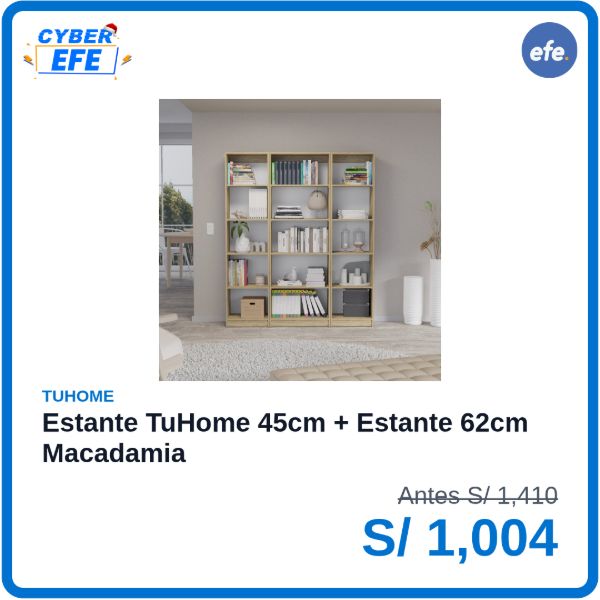 CYBER
EFE
efe.
TUHOME
Estante TuHome 45cm + Estante 62cm
Macadamia
Antes S/ 1,410
S/ 1,004